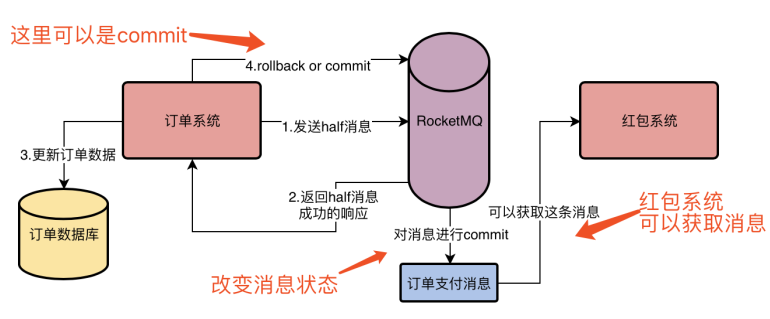 这里可以是commit
4.rollback or commit
订单系统
1.发送half消息
RocketMQ
红包系统
3.更新订单数据
2.返回half消息
成功的响应
订单数据库
对消息进行commit
可以获取这条消息
红包系统
可以获取消息
改变消息状态
订单支付消息